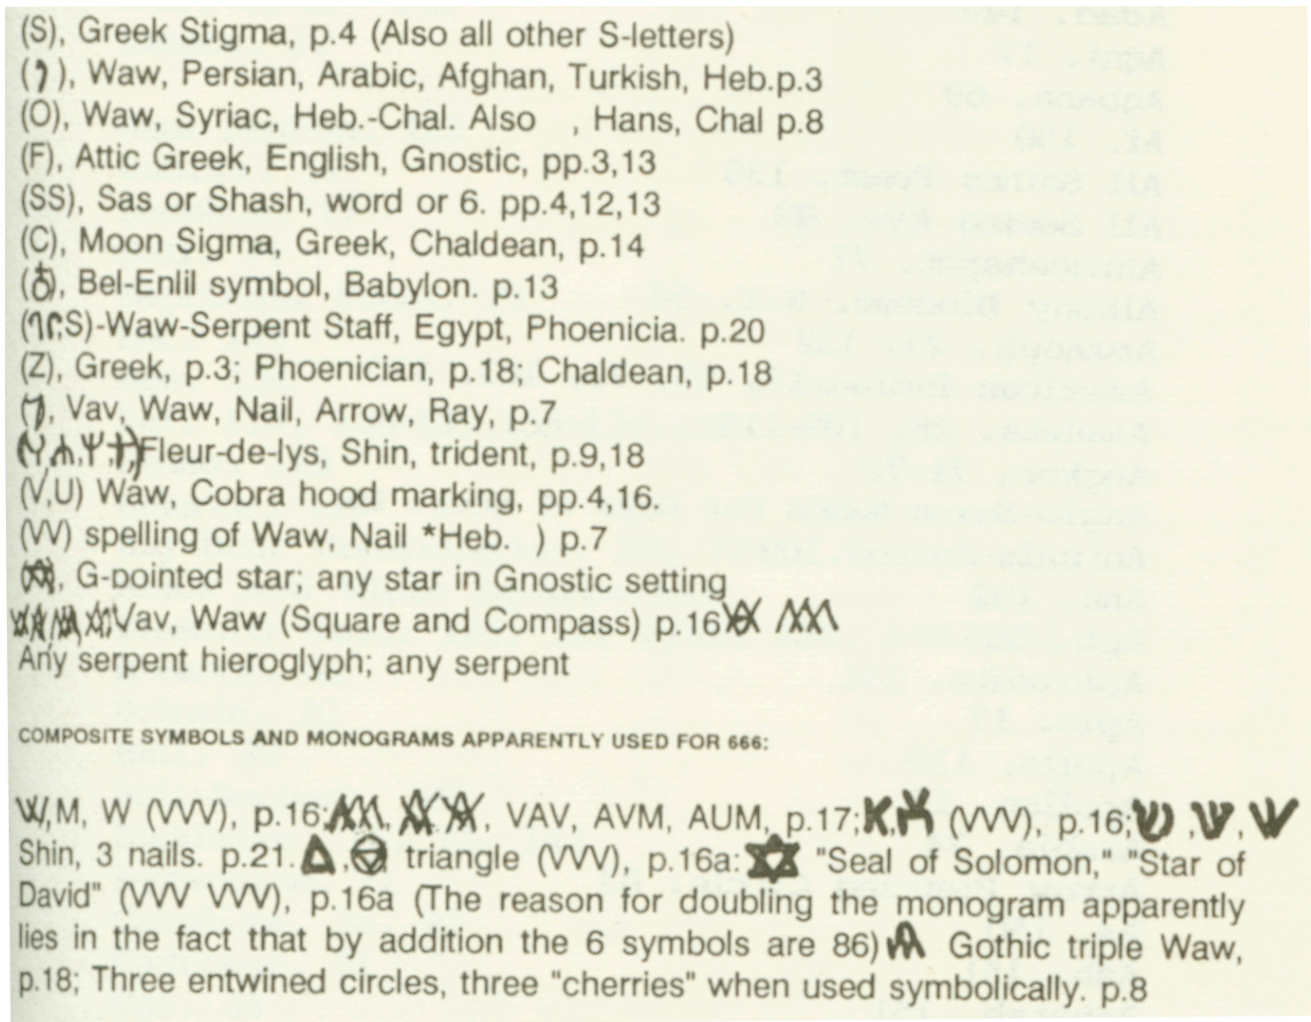 (S), Greek Stigma, p.4 (Also all other S-letters)
(ו), Waw, Persian, Arabic, Afghan, Turkish, Heb.p.3
(O), Waw, Syriac, Heb.-Chal. Also , Hans, Chal p.8
(F), Attic Greek, English, Gnostic, pp.3,13
(SS), Sas or Shash, word or 6. pp.4,12,13
(C), Moon Sigma, Greek, Chaldean, p.14
(♁), Bel-Enlil symbol, Babylon. p.13
S)-Waw-Serpent Staff, Egypt, Phoenicia. p.20
(Z), Greek, p.3; Phoenician, p.18; Chaldean, p.18
(ו), Vav, Waw, Nail, Arrow, Ray, p.7
Fleur-de-lys, Shin, trident, p.9,18
(V,U) Waw, Cobra hood marking, pp.4,16.
(VV) spelling of Waw, Nail *Heb. ) p.7
(✡), G-pointed star; any star in Gnostic setting
Vav, Waw (Square and Compass) p.16
Any serpent hieroglyph; any serpent
COMPOSITE SYMBOLS AND MONOGRAMS APPARENTLY USED FOR 666:
W,M, W (VVV), p.16; VAV, AVM, AUM, p.17; (VVV), p.16; ש
Shin, 3 nails. p.21. triangle (VVV), p.16a: ✡ "Seal of Solomon," "Star of
David" (VVV VVV), p.16a (The reason for doubling the monogram apparently
lies in the fact that by addition the 6 symbols are 86) Gothic triple Waw,
p.18; Three entwined circles, three "cherries" when used symbolically. p.8